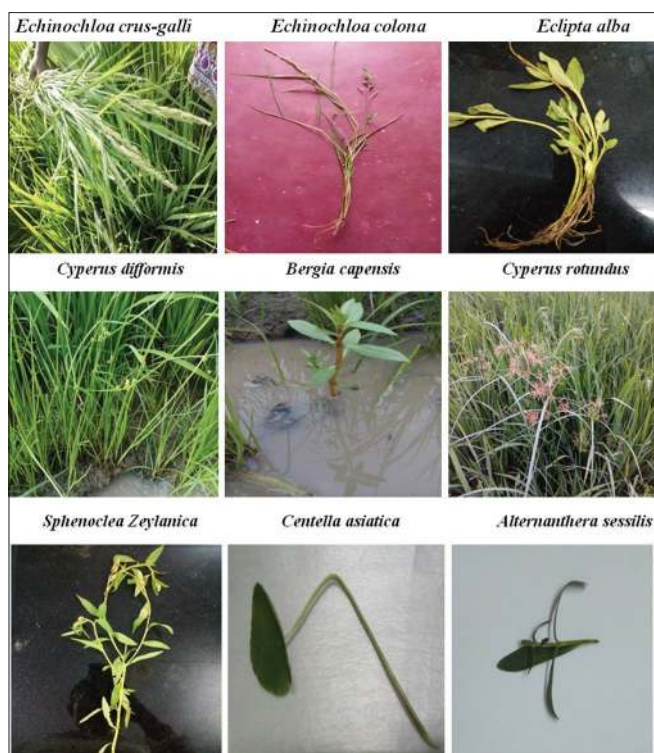 Echinochloa crus-galli Echinochloa colona Eclipta alba
Cyperus difformis Bergia capensis Cyperus rotundus
Sphenoclea Zeylanica Centella asiatica Alternanthera sessilis